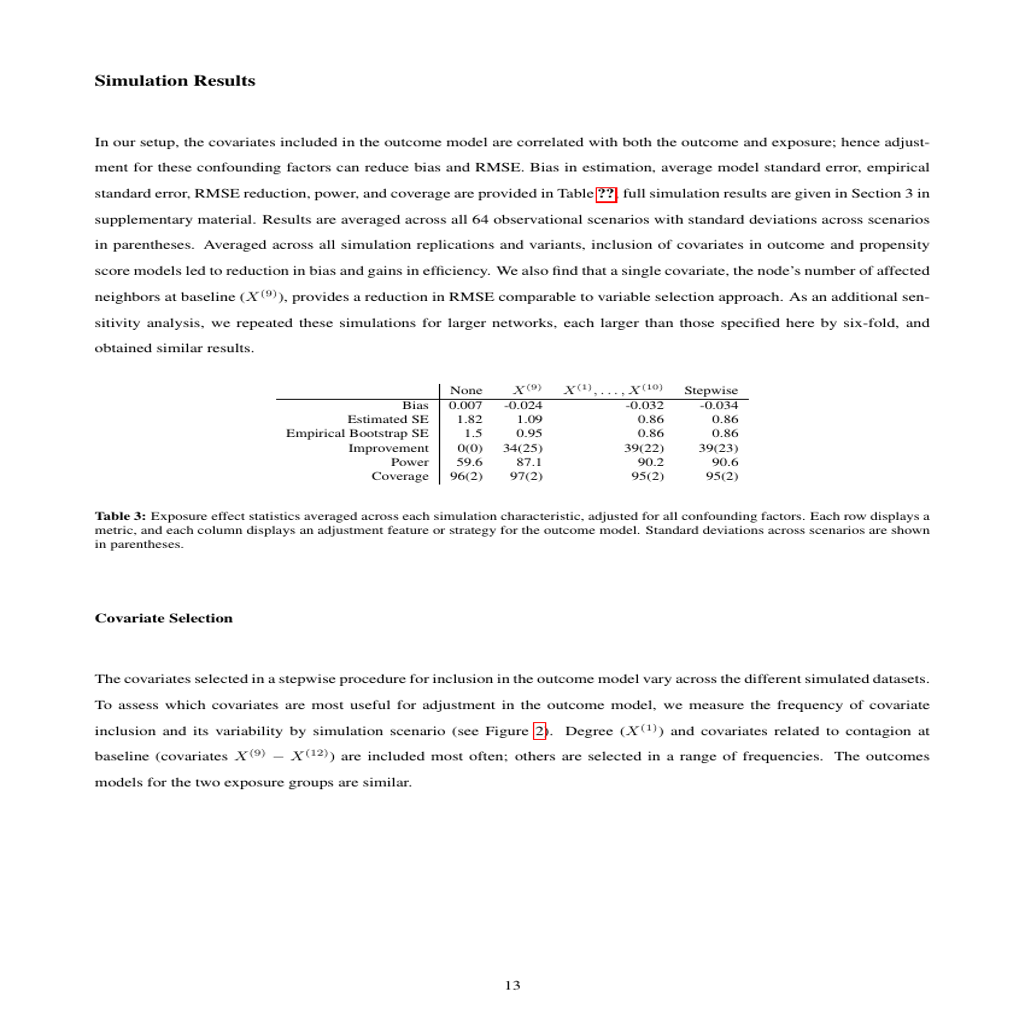 Simulation Results
In our setup, the covariates included in the outcome model are correlated with both the outcome and exposure; hence adjust-
ment for these confounding factors can reduce bias and RMSE. Bias in estimation, average model standard error, empirical
standard error, RMSE reduction, power, and coverage are provided in Table ??, full simulation results are given in Section 3 in
supplementary material. Results are averaged across all 64 observational scenarios with standard deviations across scenarios
in parentheses. Averaged across all simulation replications and variants, inclusion of covariates in outcome and propensity
score models led to reduction in bias and gains in efficiency. We also find that a single covariate, the node's number of affected
neighbors at baseline (X^(9)), provides a reduction in RMSE comparable to variable selection approach. As an additional sen-
sitivity analysis, we repeated these simulations for larger networks, each larger than those specified here by six-fold, and
obtained similar results.
None X^(9) X^(1), . . . , X^(10) Stepwise
Bias 0.007 -0.024 -0.032 -0.034
Estimated SE 1.82 1.09 0.86 0.86
Empirical Bootstrap SE 1.5 0.95 0.86 0.86
Improvement 0(0) 34(25) 39(22) 39(23)
Power 59.6 87.1 90.2 90.6
Coverage 96(2) 97(2) 95(2) 95(2)
Table 3: Exposure effect statistics averaged across each simulation characteristic, adjusted for all confounding factors. Each row displays a
metric, and each column displays an adjustment feature or strategy for the outcome model. Standard deviations across scenarios are shown
in parentheses.
Covariate Selection
The covariates selected in a stepwise procedure for inclusion in the outcome model vary across the different simulated datasets.
To assess which covariates are most useful for adjustment in the outcome model, we measure the frequency of covariate
inclusion and its variability by simulation scenario (see Figure 2). Degree (X^(1)) and covariates related to contagion at
baseline (covariates X^(9) − X^(12)) are included most often; others are selected in a range of frequencies. The outcomes
models for the two exposure groups are similar.
13